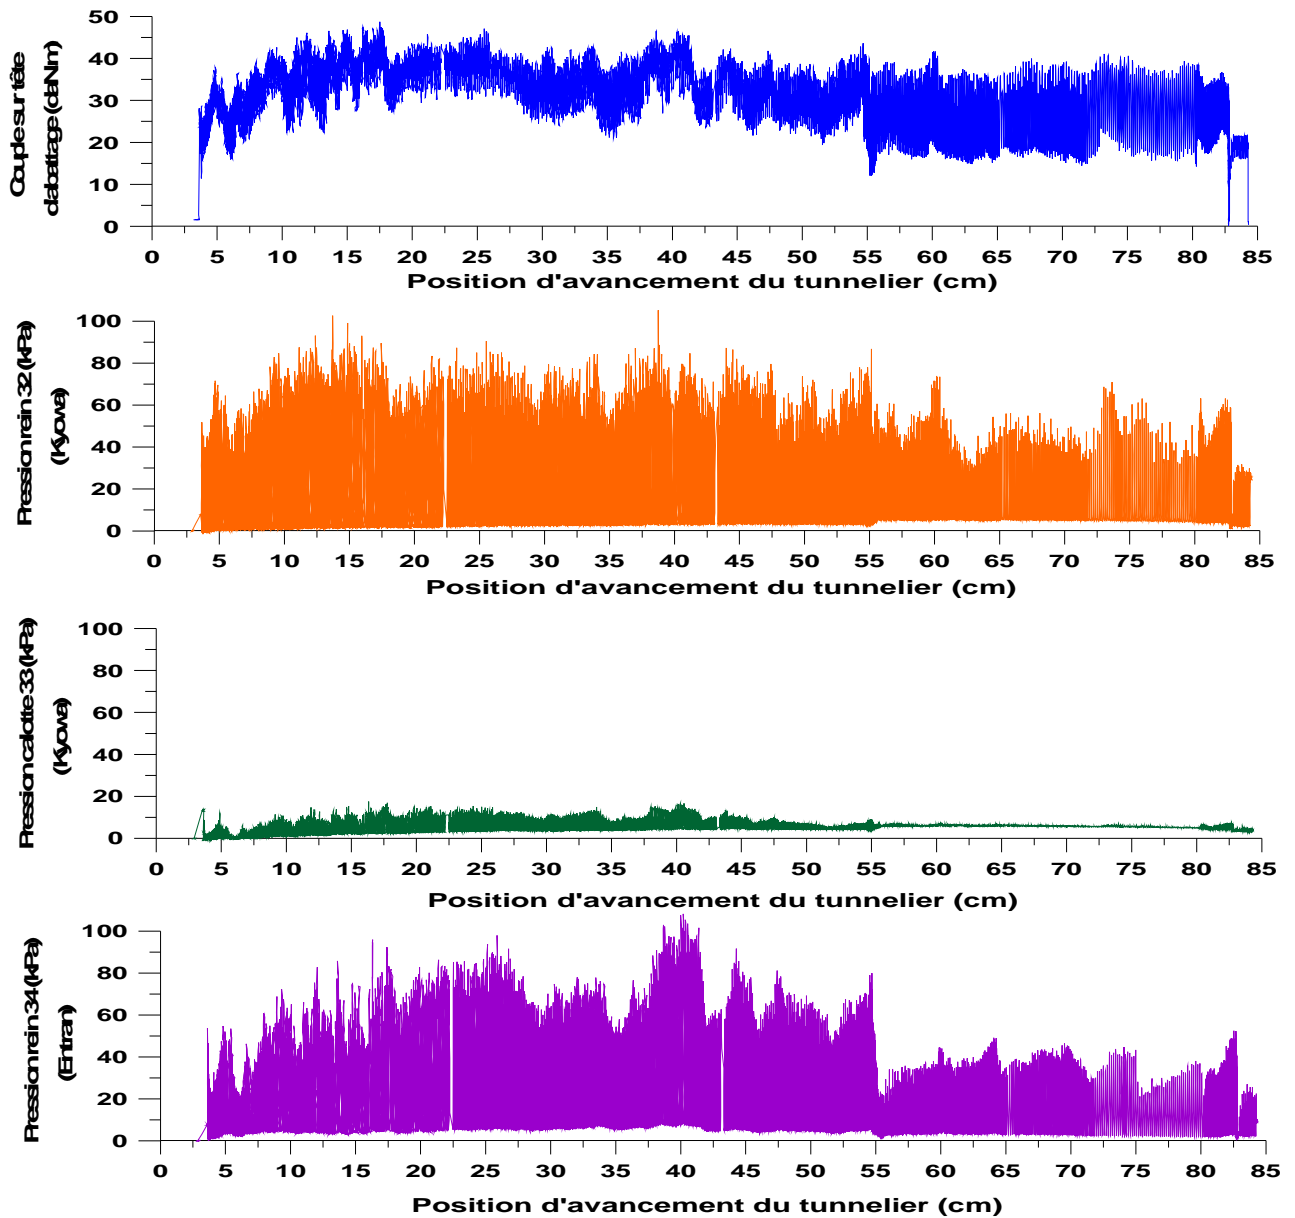 Couple sur tête
d'abattage (daNm)
50
40
30
20
10
0
0 5 10 15 20 25 30 35 40 45 50 55 60 65 70 75 80 85
Position d'avancement du tunnelier (cm)
Pression rein 32 (kPa)
(Kyowa)
100
80
60
40
20
0
0 5 10 15 20 25 30 35 40 45 50 55 60 65 70 75 80 85
Position d'avancement du tunnelier (cm)
Pression calotte 33 (kPa)
(Kyowa)
100
80
60
40
20
0
0 5 10 15 20 25 30 35 40 45 50 55 60 65 70 75 80 85
Position d'avancement du tunnelier (cm)
Pression rein 34 (kPa)
(Entran)
100
80
60
40
20
0
0 5 10 15 20 25 30 35 40 45 50 55 60 65 70 75 80 85
Position d'avancement du tunnelier (cm)